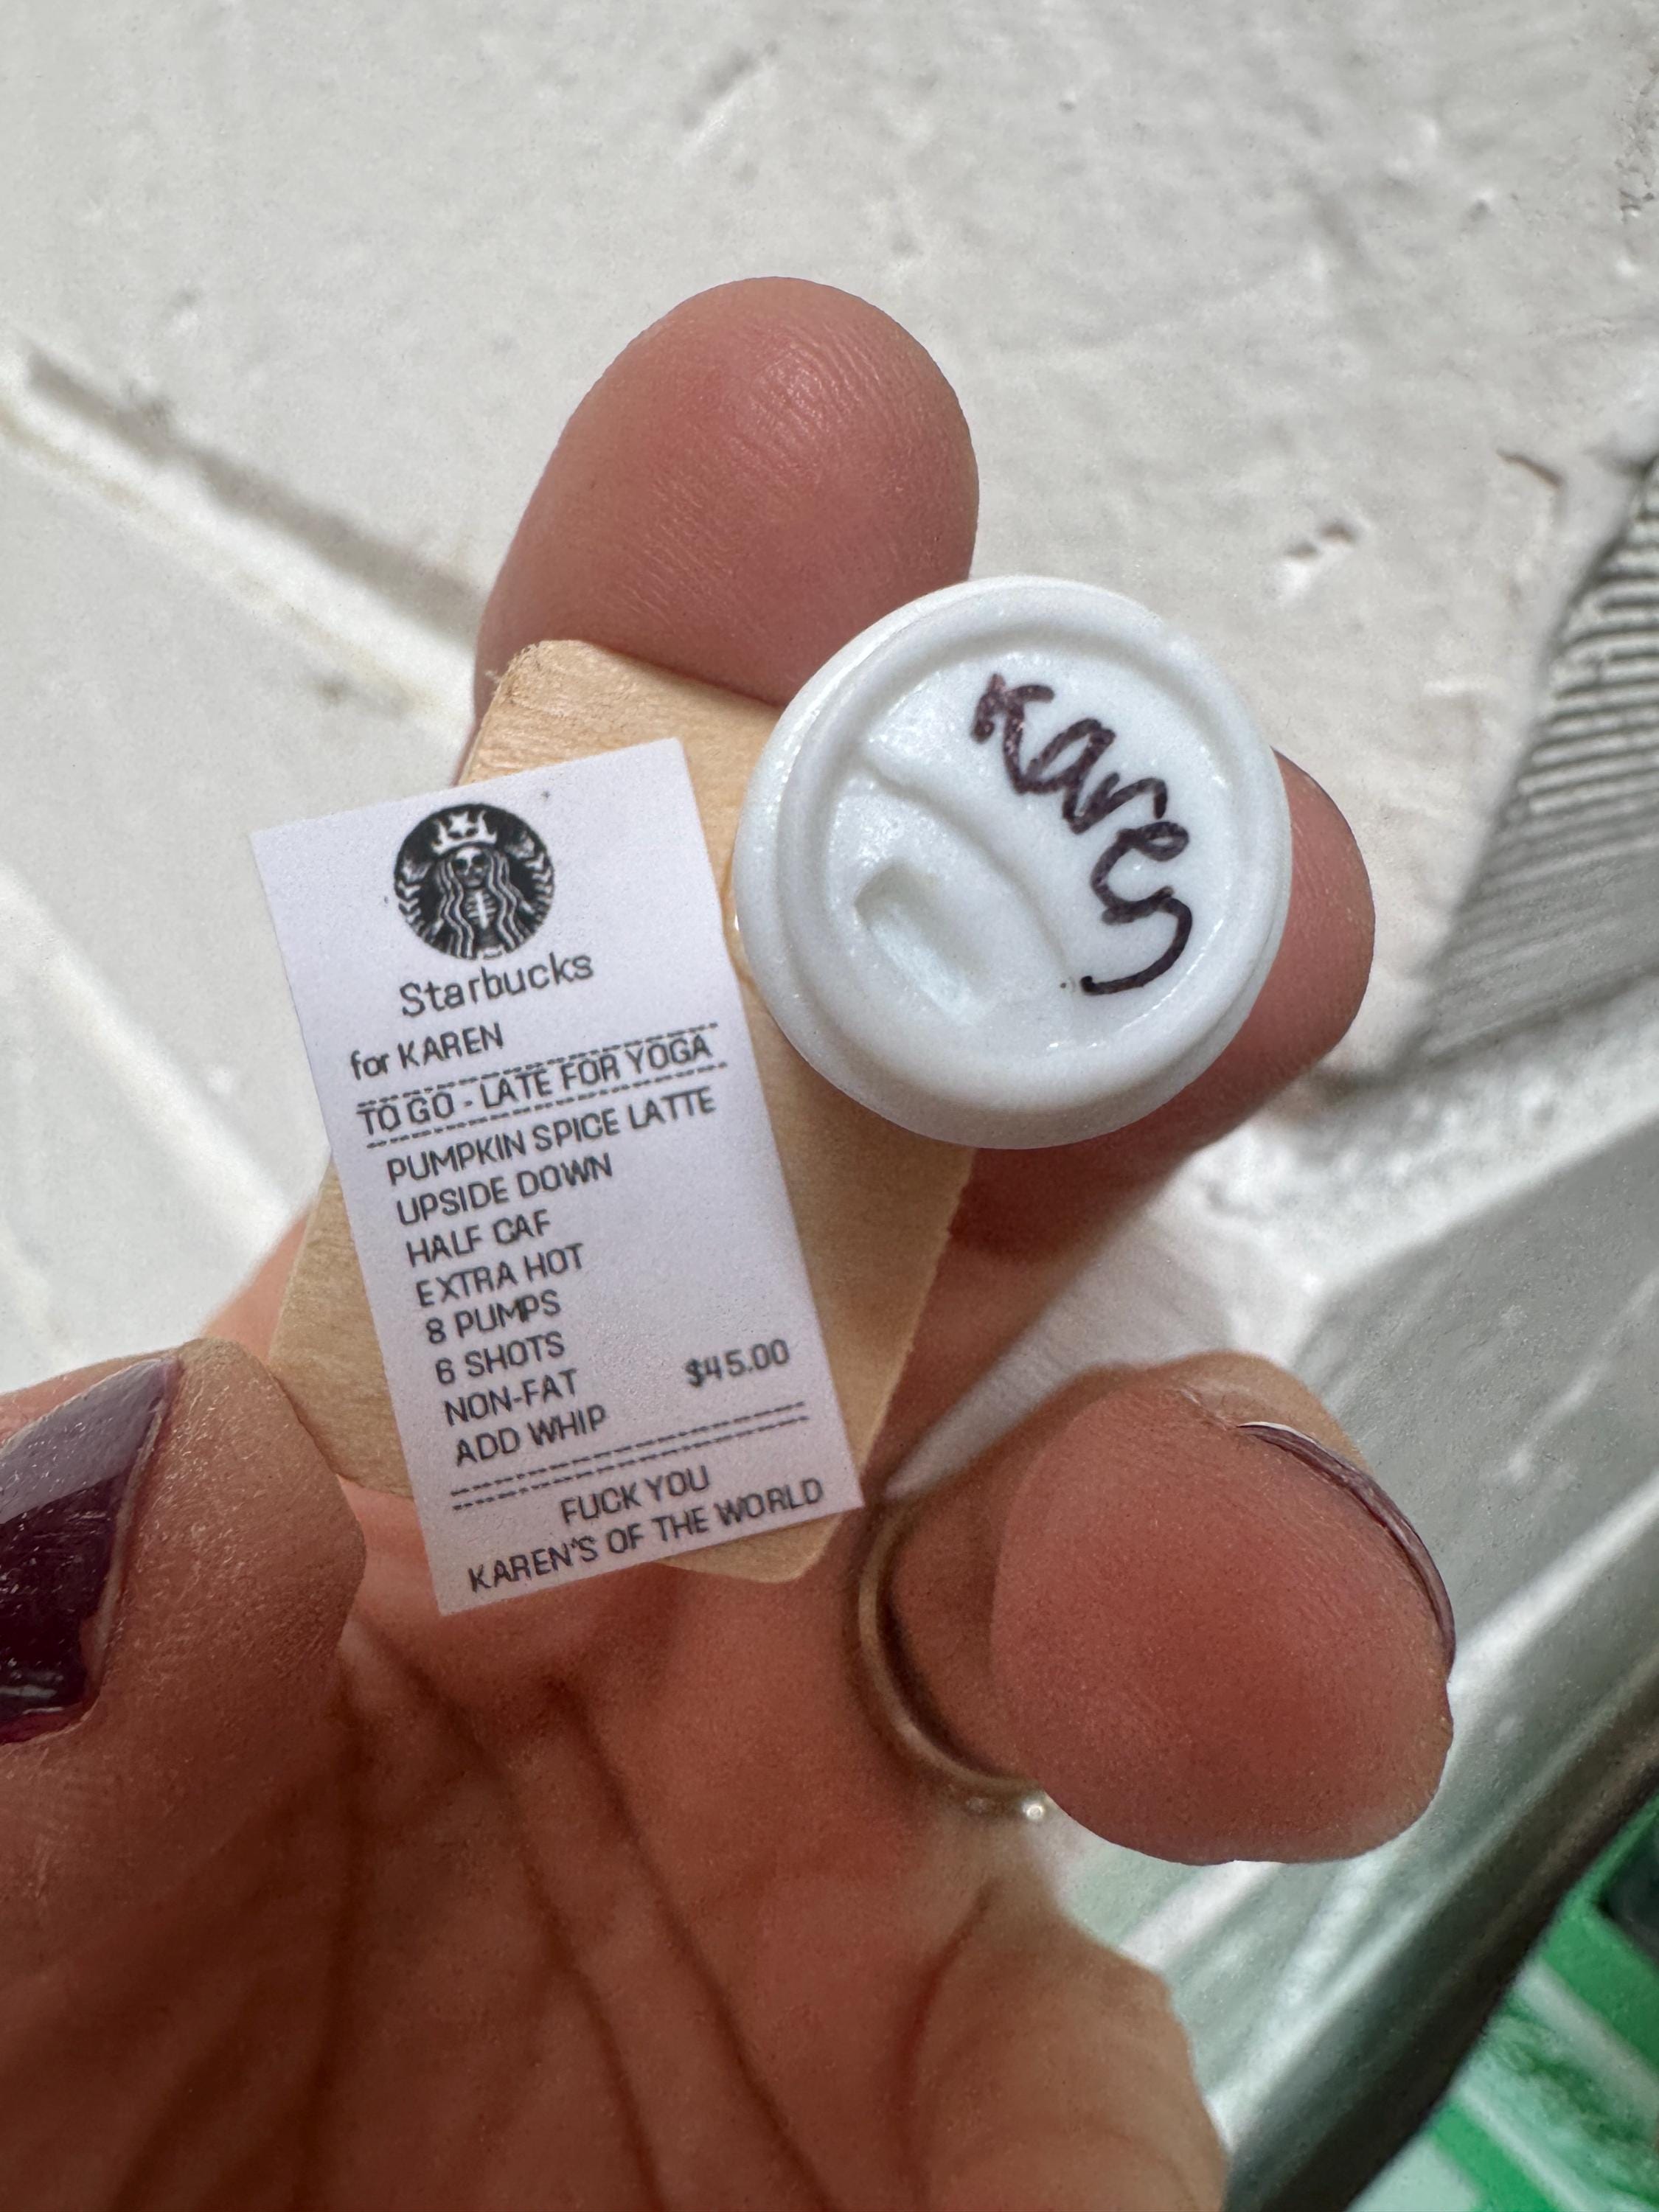 Starbucks
for KAREN
TO GO - LATE FOR YOGA
PUMPKIN SPICE LATTE
UPSIDE DOWN
HALF CAF
EXTRA HOT
8 PUMPS
6 SHOTS
NON-FAT $45.00
ADD WHIP
FUCK YOU
KAREN'S OF THE WORLD
Karen